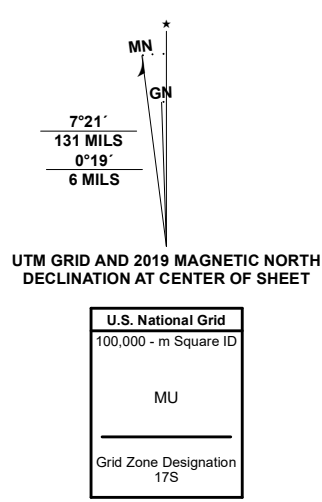 MN
GN
7°21´
131 MILS
0°19´
6 MILS
UTM GRID AND 2019 MAGNETIC NORTH
DECLINATION AT CENTER OF SHEET
U.S. National Grid
100,000 - m Square ID
MU
Grid Zone Designation
17S